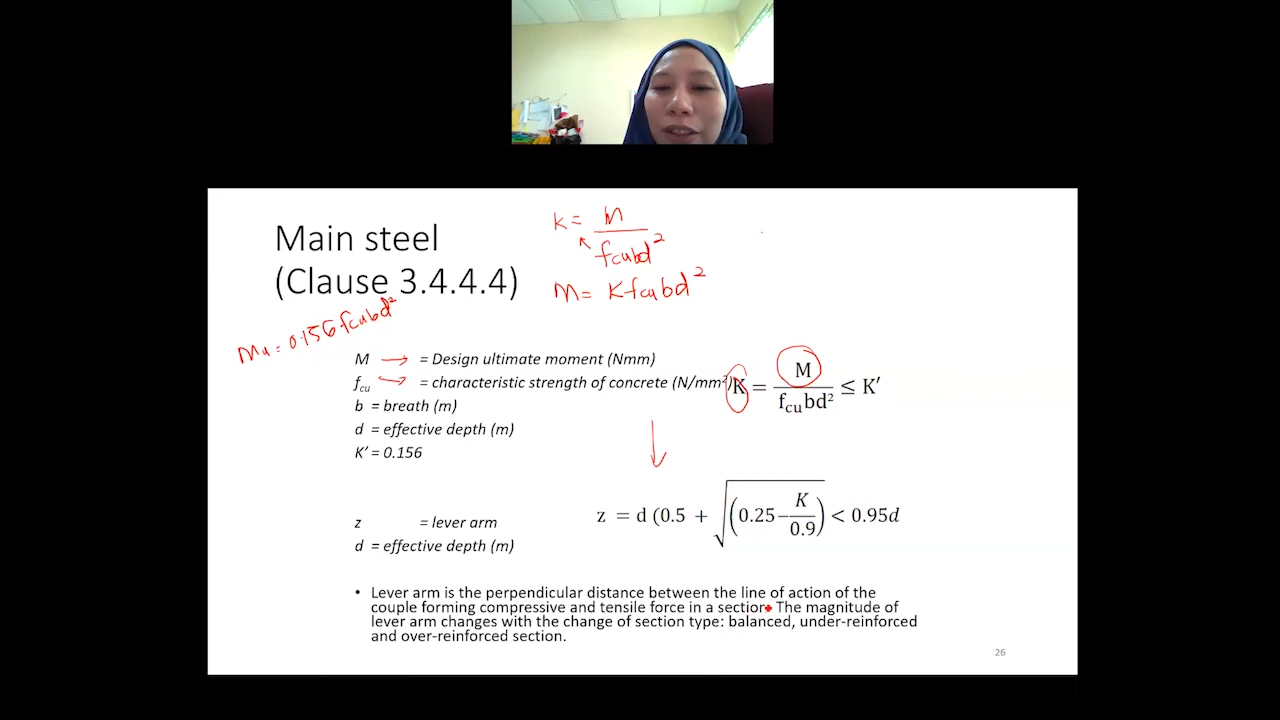 Main steel
(Clause 3.4.4.4)
K = M / fcubd²
M = Kfcubd²
Mu = 0.156 fcubd²
M = Design ultimate moment (Nmm)
fcu = characteristic strength of concrete (N/mm²)
b = breath (m)
d = effective depth (m)
K' = 0.156
K = M / fcubd² ≤ K'
z = lever arm
d = effective depth (m)
z = d (0.5 + √(0.25 − K/0.9) < 0.95d
• Lever arm is the perpendicular distance between the line of action of the
couple forming compressive and tensile force in a section. The magnitude of
lever arm changes with the change of section type: balanced, under-reinforced
and over-reinforced section.
26